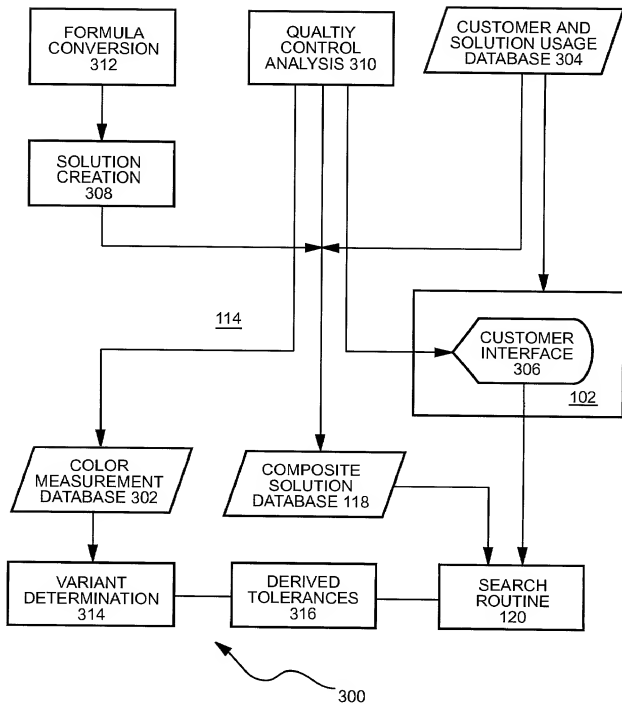 FORMULA
CONVERSION
312
QUALTIY
CONTROL
ANALYSIS 310
CUSTOMER AND
SOLUTION USAGE
DATABASE 304
SOLUTION
CREATION
308
114
CUSTOMER
INTERFACE
306
102
COLOR
MEASUREMENT
DATABASE 302
COMPOSITE
SOLUTION
DATABASE 118
VARIANT
DETERMINATION
314
DERIVED
TOLERANCES
316
SEARCH
ROUTINE
120
300